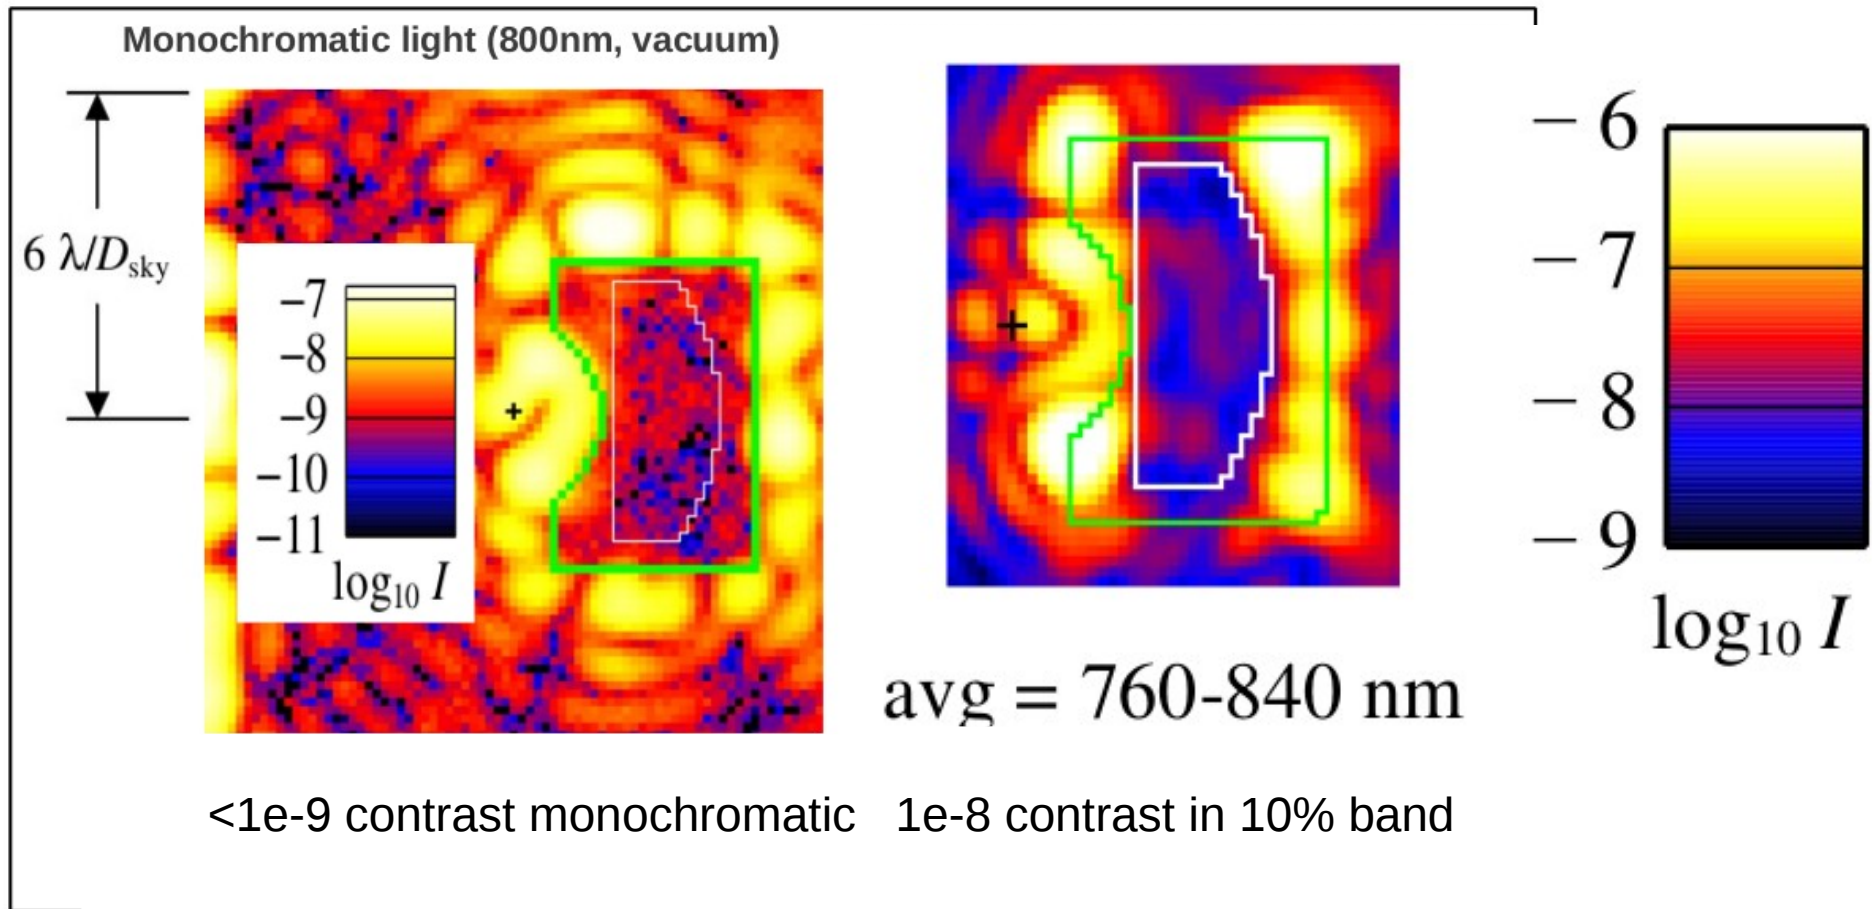 Monochromatic light (800nm, vacuum)
6 λ/D_sky
−7
−8
−9
−10
−11
log₁₀ I
+
+
avg = 760-840 nm
− 6
− 7
− 8
− 9
log₁₀ I
<1e-9 contrast monochromatic
1e-8 contrast in 10% band